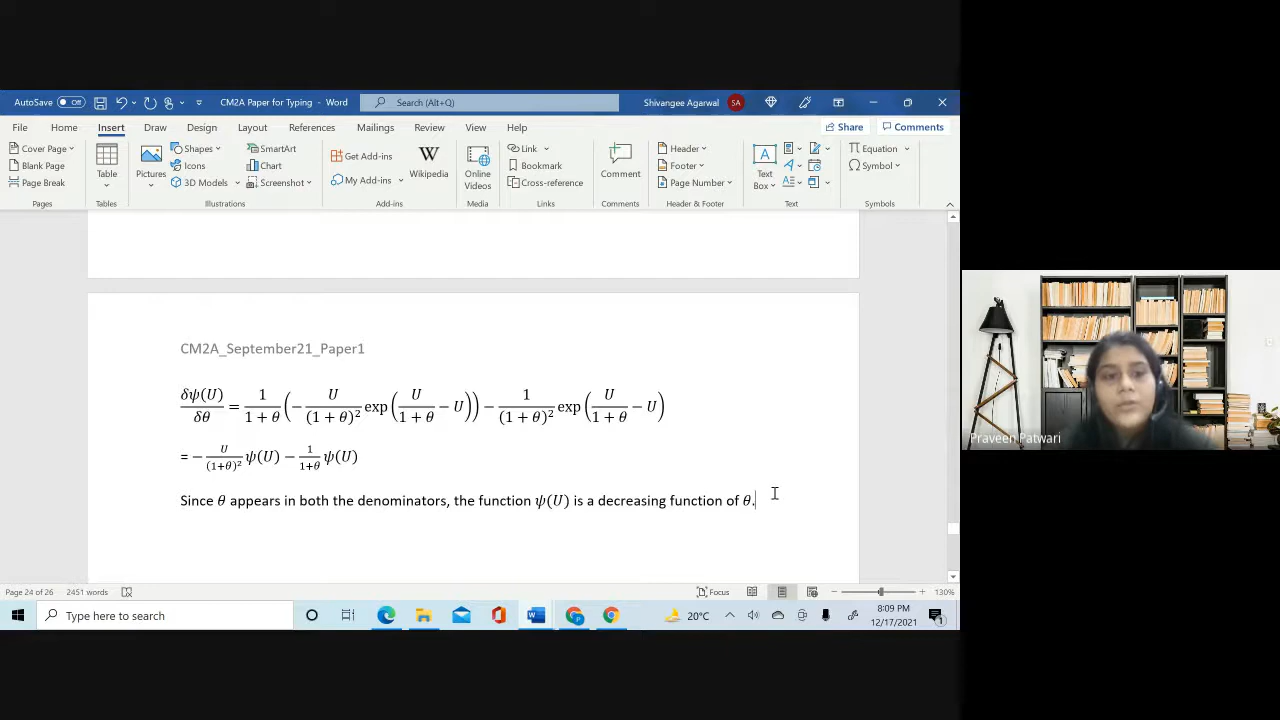 AutoSave Off CM2A Paper for Typing - Word Search (Alt+Q) Shivangee Agarwal SA
File Home Insert Draw Design Layout References Mailings Review View Help Share Comments
Cover Page Blank Page Page Break Pages
Table Tables
Pictures Shapes Icons 3D Models SmartArt Chart Screenshot Illustrations
Get Add-ins My Add-ins Wikipedia Add-ins
Online Videos Media
Link Bookmark Cross-reference Links
Comment Comments
Header Footer Page Number Header & Footer
Text Box Text
Equation Symbol Symbols
CM2A_September21_Paper1
δψ(U)/δθ = 1/(1 + θ) (− U/(1 + θ)² exp (U/(1 + θ) − U)) − 1/(1 + θ)² exp (U/(1 + θ) − U)
= − U/(1+θ)² ψ(U) − 1/(1+θ) ψ(U)
Since θ appears in both the denominators, the function ψ(U) is a decreasing function of θ.
Praveen Patwari
Page 24 of 26 2451 words Focus 130%
Type here to search 20°C 8:09 PM
12/17/2021